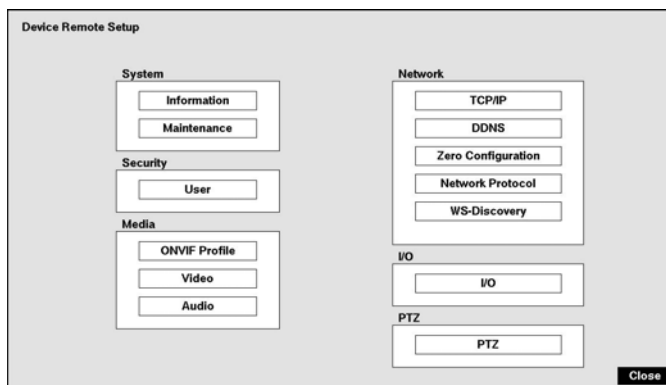 Device Remote Setup
System
Information
Maintenance
Security
User
Media
ONVIF Profile
Video
Audio
Network
TCP/IP
DDNS
Zero Configuration
Network Protocol
WS-Discovery
I/O
I/O
PTZ
PTZ
Close